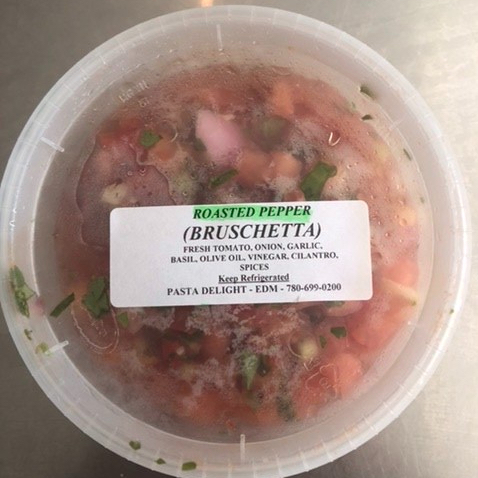 ROASTED PEPPER
(BRUSCHETTA)
FRESH TOMATO, ONION, GARLIC,
BASIL, OLIVE OIL, VINEGAR, CILANTRO,
SPICES
Keep Refrigerated
PASTA DELIGHT - EDM - 780-699-0200